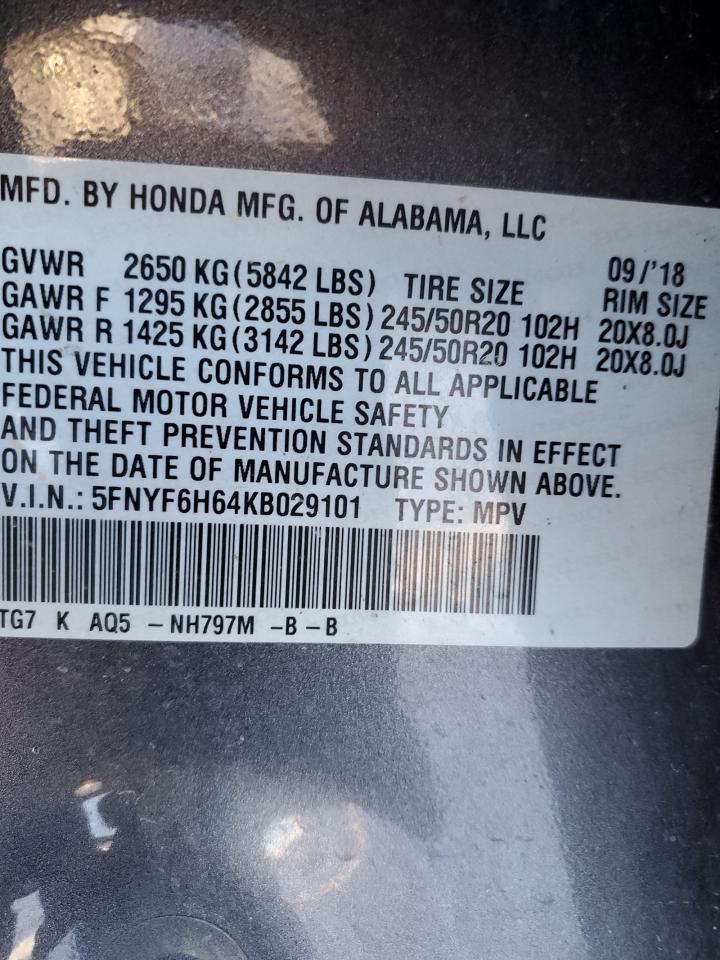 MFD. BY HONDA MFG. OF ALABAMA, LLC
09/'18
GVWR 2650 KG(5842 LBS) TIRE SIZE RIM SIZE
GAWR F 1295 KG(2855 LBS) 245/50R20 102H 20X8.0J
GAWR R 1425 KG(3142 LBS) 245/50R20 102H 20X8.0J
THIS VEHICLE CONFORMS TO ALL APPLICABLE
FEDERAL MOTOR VEHICLE SAFETY
AND THEFT PREVENTION STANDARDS IN EFFECT
ON THE DATE OF MANUFACTURE SHOWN ABOVE.
V.I.N.: 5FNYF6H64KB029101 TYPE: MPV
TG7 K AQ5 -NH797M -B-B